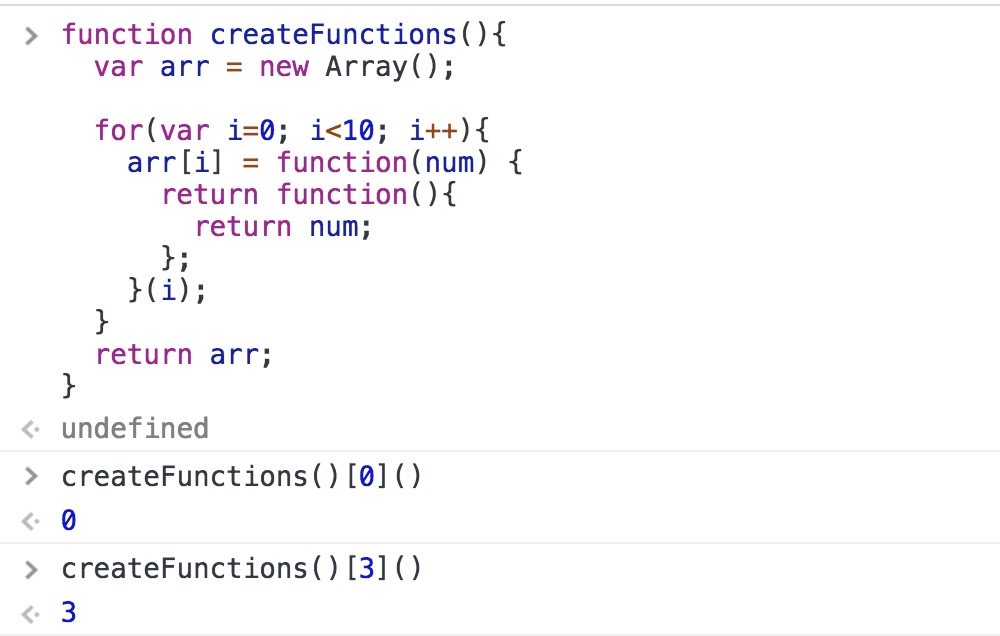 > function createFunctions(){
var arr = new Array();
for(var i=0; i<10; i++){
arr[i] = function(num) {
return function(){
return num;
};
}(i);
}
return arr;
}
undefined
> createFunctions()[0]()
0
> createFunctions()[3]()
3